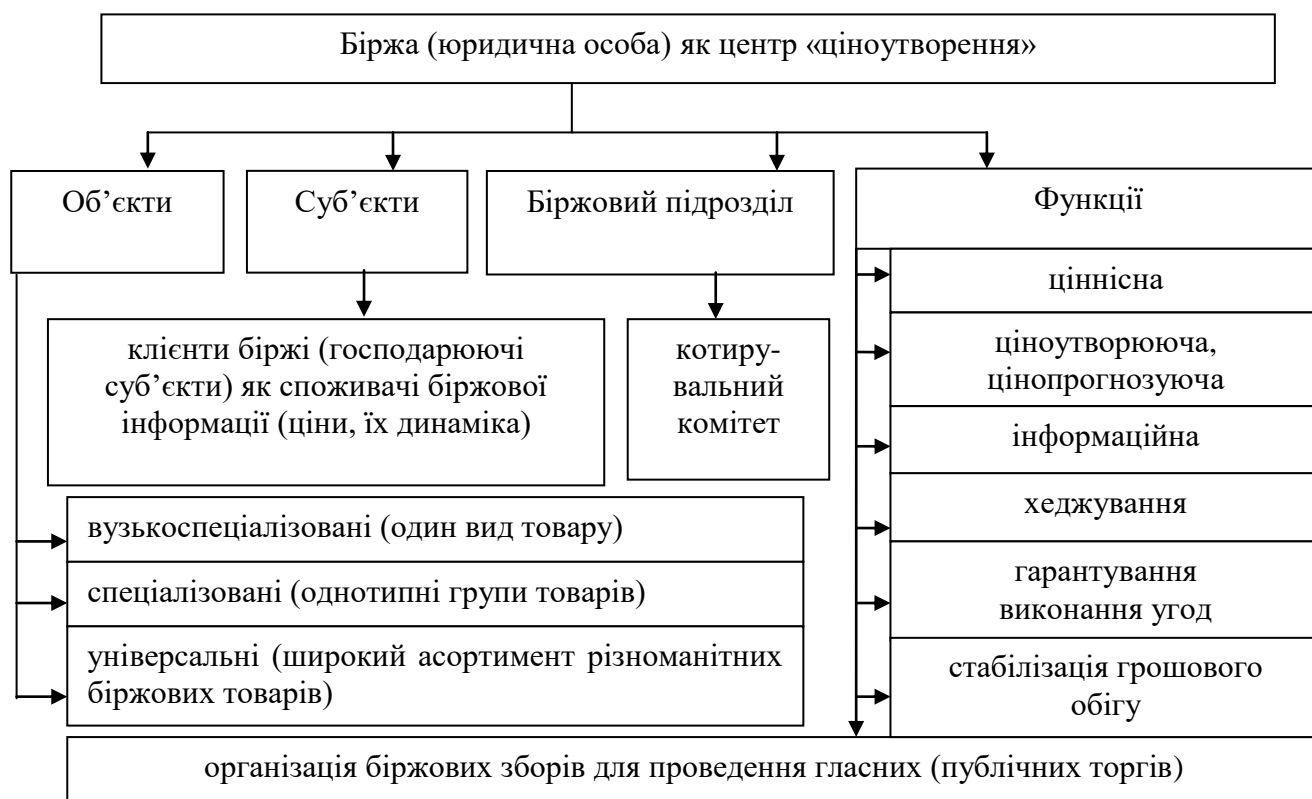 Біржа (юридична особа) як центр «ціноутворення»
Об’єкти
Суб’єкти
Біржовий підрозділ
Функції
клієнти біржі (господарюючі
суб’єкти) як споживачі біржової
інформації (ціни, їх динаміка)
котиру-
вальний
комітет
вузькоспеціалізовані (один вид товару)
спеціалізовані (однотипні групи товарів)
універсальні (широкий асортимент різноманітних
біржових товарів)
ціннісна
ціноутворююча,
цінопрогнозуюча
інформаційна
хеджування
гарантування
виконання угод
стабілізація грошового
обігу
організація біржових зборів для проведення гласних (публічних торгів)